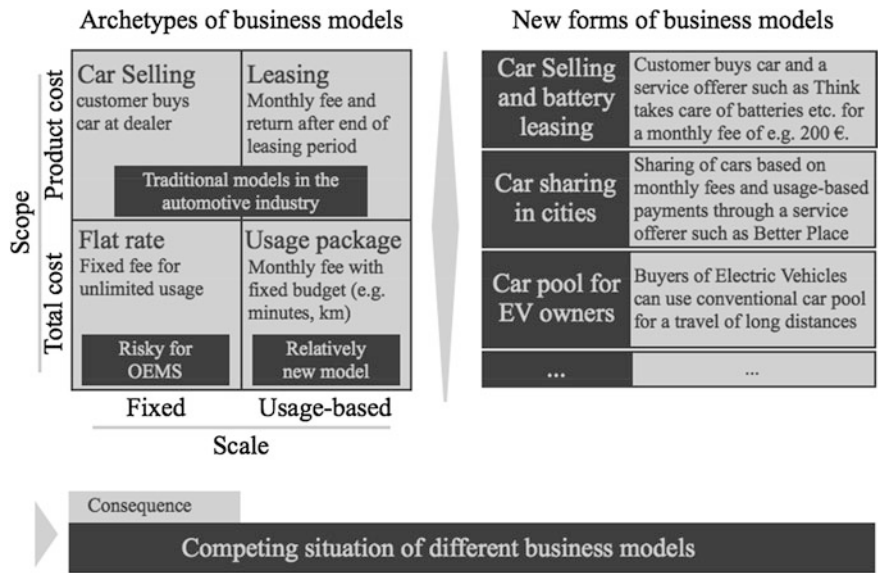 Archetypes of business models
New forms of business models
Scope
Product cost
Total cost
Car Selling
customer buys
car at dealer
Leasing
Monthly fee and
return after end of
leasing period
Traditional models in the
automotive industry
Flat rate
Fixed fee for
unlimited usage
Risky for
OEMS
Usage package
Monthly fee with
fixed budget (e.g.
minutes, km)
Relatively
new model
Fixed
Usage-based
Scale
Car Selling
and battery
leasing
Customer buys car and a
service offerer such as Think
takes care of batteries etc. for
a monthly fee of e.g. 200 €.
Car sharing
in cities
Sharing of cars based on
monthly fees and usage-based
payments through a service
offerer such as Better Place
Car pool for
EV owners
Buyers of Electric Vehicles
can use conventional car pool
for a travel of long distances
...
...
Consequence
Competing situation of different business models